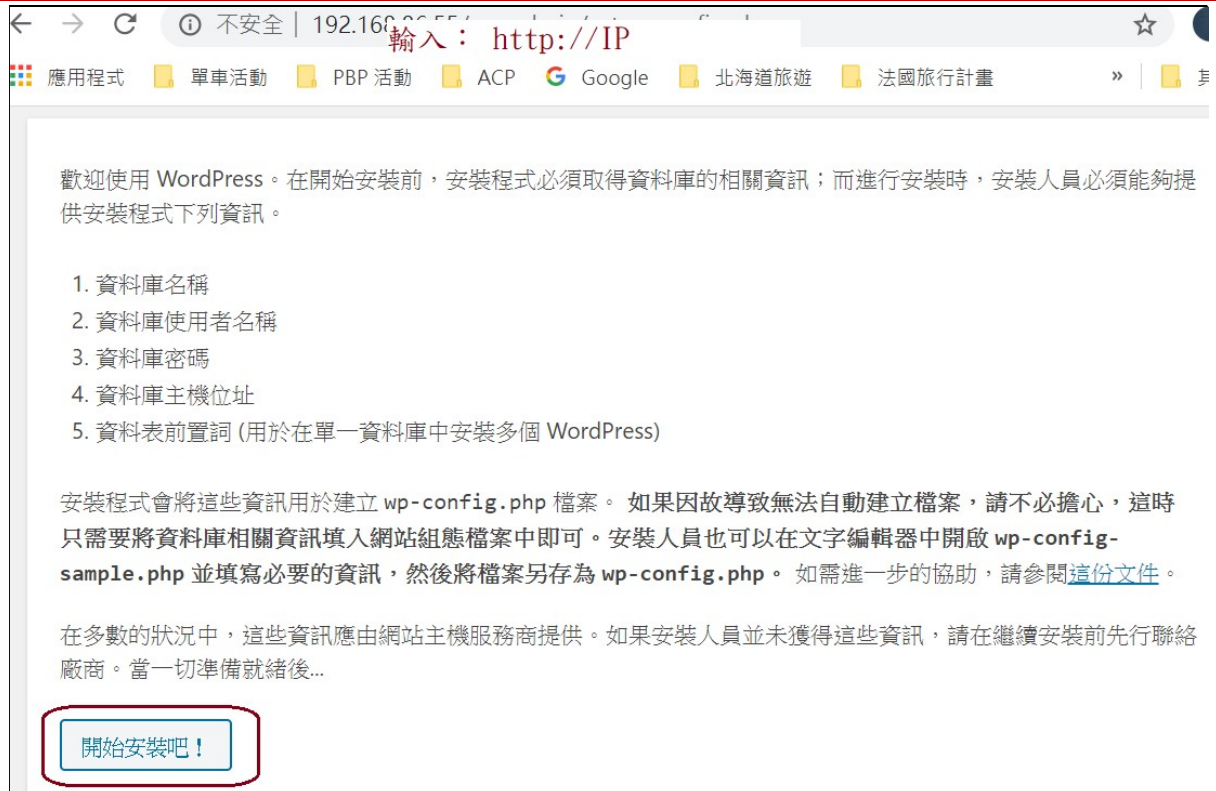 不安全 | 192.168
輸入： http://IP
應用程式 單車活動 PBP 活動 ACP Google 北海道旅遊 法國旅行計畫 »
歡迎使用 WordPress。在開始安裝前，安裝程式必須取得資料庫的相關資訊；而進行安裝時，安裝人員必須能夠提
供安裝程式下列資訊。
1. 資料庫名稱
2. 資料庫使用者名稱
3. 資料庫密碼
4. 資料庫主機位址
5. 資料表前置詞 (用於在單一資料庫中安裝多個 WordPress)
安裝程式會將這些資訊用於建立 wp-config.php 檔案。 如果因故導致無法自動建立檔案，請不必擔心，這時
只需要將資料庫相關資訊填入網站組態檔案中即可。安裝人員也可以在文字編輯器中開啟 wp-config-
sample.php 並填寫必要的資訊，然後將檔案另存為 wp-config.php。 如需進一步的協助，請參閱這份文件。
在多數的狀況中，這些資訊應由網站主機服務商提供。如果安裝人員並未獲得這些資訊，請在繼續安裝前先行聯絡
廠商。當一切準備就緒後...
開始安裝吧！